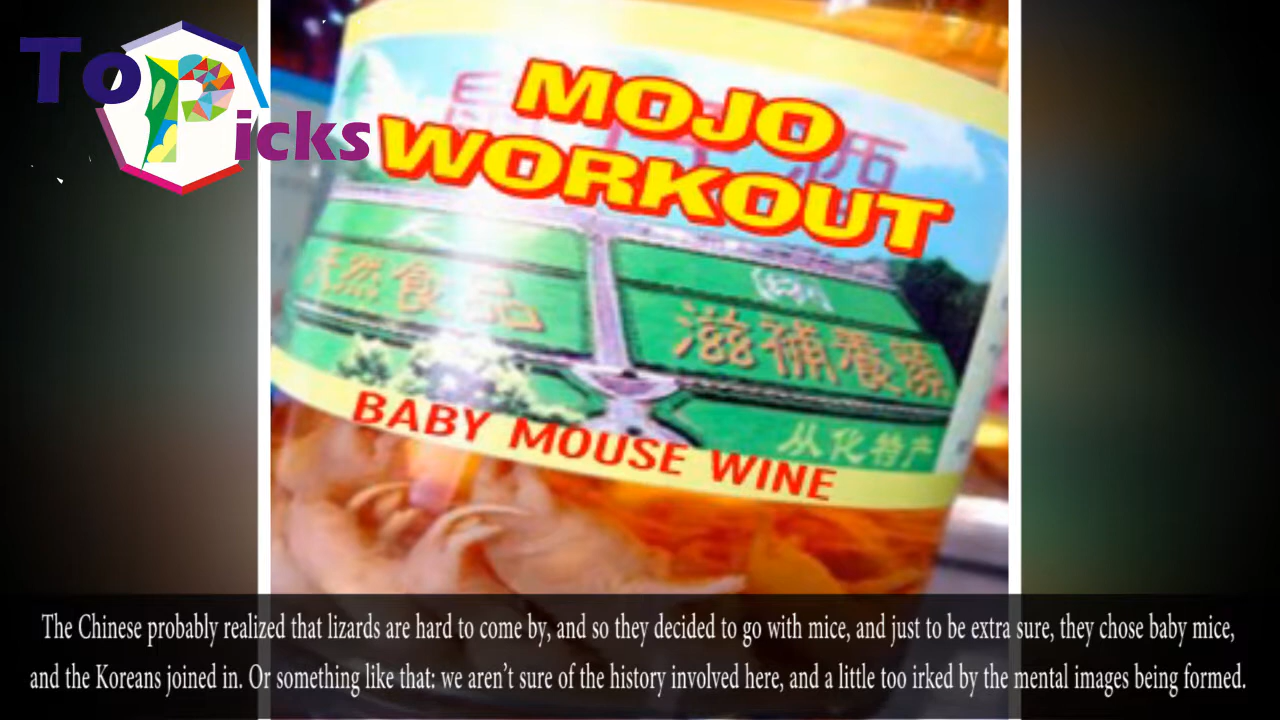 ToPicks
MOJO
WORKOUT
天然食品
滋補養
BABY MOUSE WINE
从化特产
The Chinese probably realized that lizards are hard to come by, and so they decided to go with mice, and just to be extra sure, they chose baby mice,
and the Koreans joined in. Or something like that: we aren't sure of the history involved here, and a little too irked by the mental images being formed.